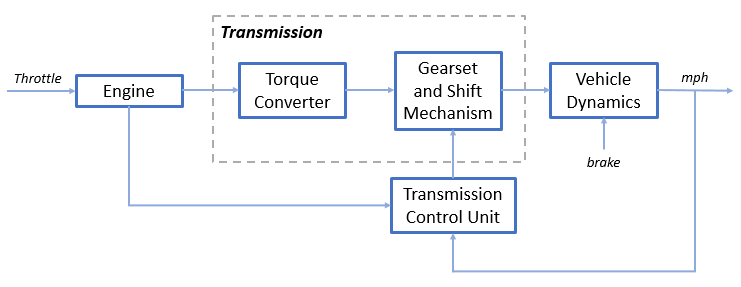 Transmission
Throttle
Engine
Torque
Converter
Gearset
and Shift
Mechanism
Vehicle
Dynamics
mph
brake
Transmission
Control Unit